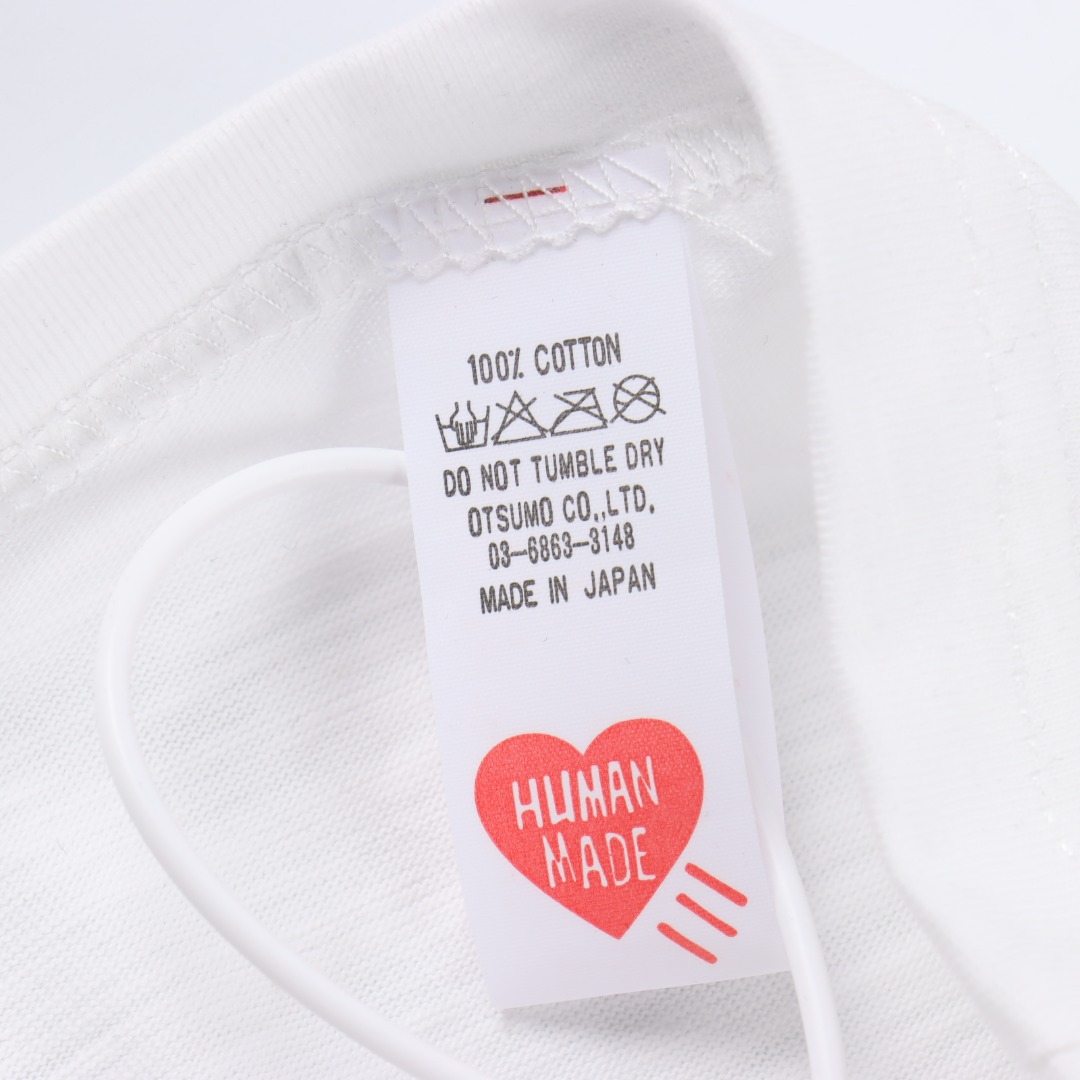 100% COTTON
DO NOT TUMBLE DRY
OTSUMO CO.,LTD.
03-6863-3148
MADE IN JAPAN
HUMAN
MADE